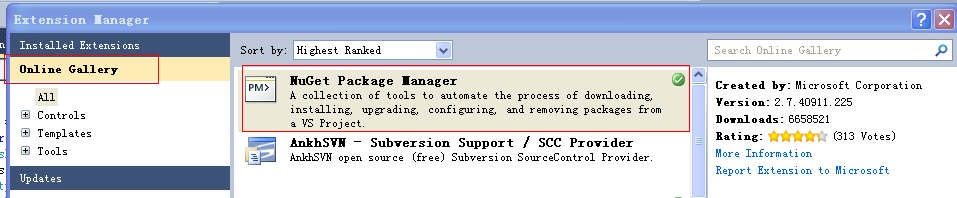 Extension Manager
Installed Extensions
Online Gallery
All
Controls
Templates
Tools
Updates
Sort by: Highest Ranked
Search Online Gallery
PM>
NuGet Package Manager
A collection of tools to automate the process of downloading,
installing, upgrading, configuring, and removing packages from
a VS Project.
AnkhSVN - Subversion Support / SCC Provider
AnkhSVN open source (free) Subversion SourceControl Provider.
Created by: Microsoft Corporation
Version: 2.7.40911.225
Downloads: 6658521
Rating: (313 Votes)
More Information
Report Extension to Microsoft